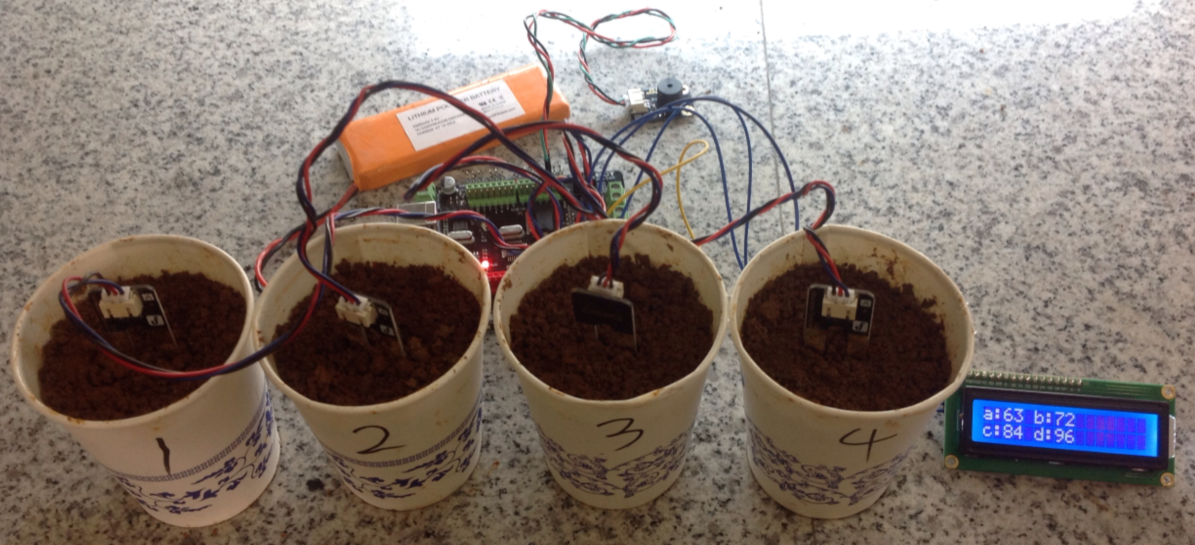 LITHIUM POLYMER BATTERY
1
2
3
4
a:63 b:72
c:84 d:96